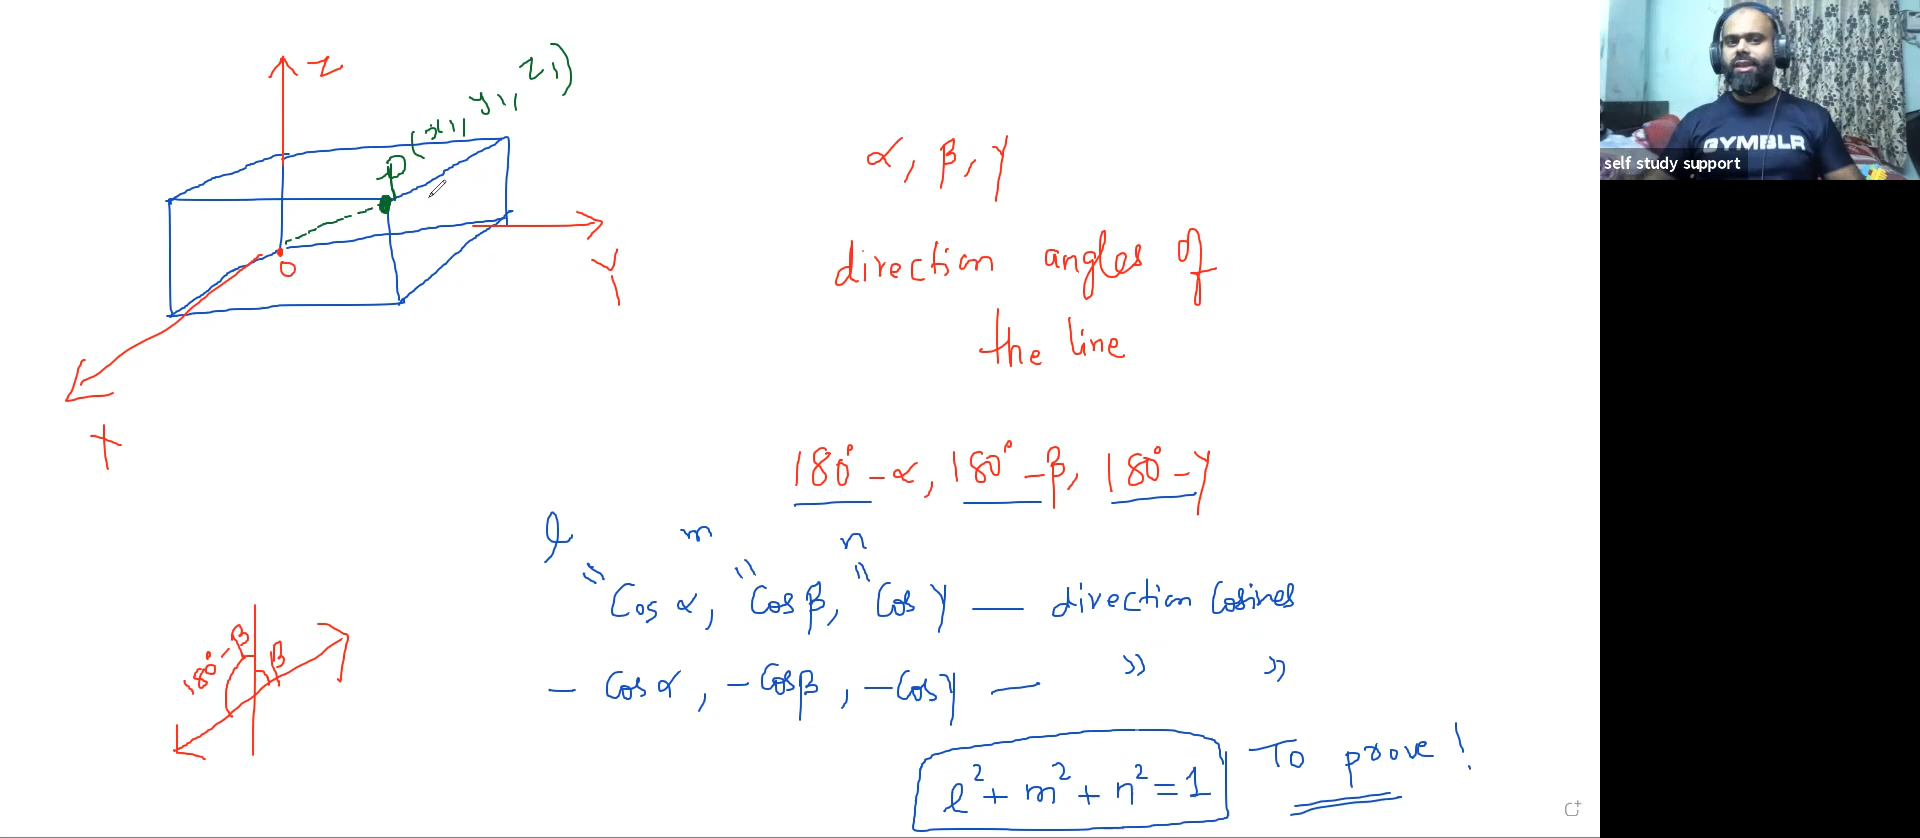 Z
P (x1, y1, z1)
O
Y
X
α, β, γ
direction angles of
the line
180° - α, 180° - β, 180° - γ
l m n
" " "
Cos α, Cos β, Cos γ — direction Cosines
- Cos α, - Cos β, - Cos γ — " "
l² + m² + n² = 1 To prove!
180° - β
β
GYMBLR
self study support